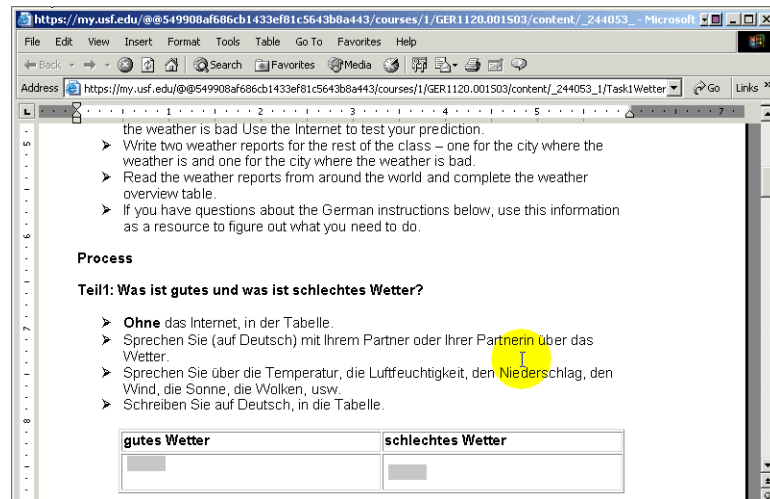 https://my.usf.edu/@@549908af686cb1433ef81c5643b8a443/courses/1/GER1120.001S03/content/_244053_ - Microsoft
File Edit View Insert Format Tools Table Go To Favorites Help
Back Search Favorites Media
Address https://my.usf.edu/@@549908af686cb1433ef81c5643b8a443/courses/1/GER1120.001S03/content/_244053_1/Task1Wetter Go Links »
1 2 3 4 5 7
the weather is bad Use the Internet to test your prediction.
➢ Write two weather reports for the rest of the class – one for the city where the
weather is and one for the city where the weather is bad.
➢ Read the weather reports from around the world and complete the weather
overview table.
➢ If you have questions about the German instructions below, use this information
as a resource to figure out what you need to do.
Process
Teil1: Was ist gutes und was ist schlechtes Wetter?
➢ Ohne das Internet, in der Tabelle.
➢ Sprechen Sie (auf Deutsch) mit Ihrem Partner oder Ihrer Partnerin über das
Wetter.
➢ Sprechen Sie über die Temperatur, die Luftfeuchtigkeit, den Niederschlag, den
Wind, die Sonne, die Wolken, usw.
➢ Schreiben Sie auf Deutsch, in die Tabelle.
gutes Wetter schlechtes Wetter